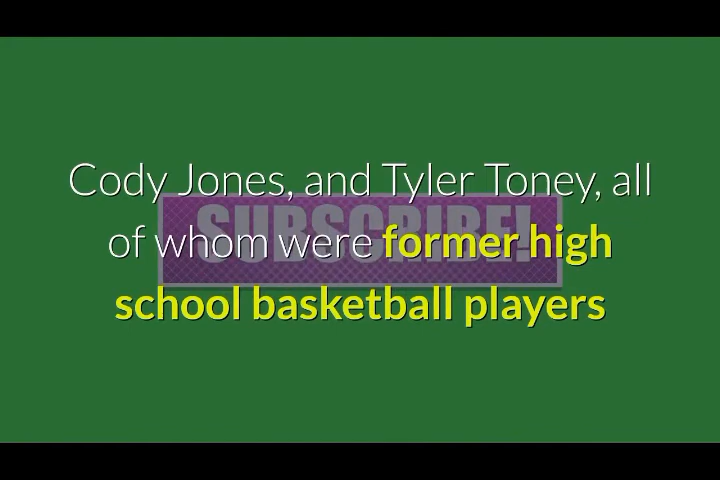 Cody Jones, and Tyler Toney, all
of whom were former high
school basketball players
SUBSCRIBE!